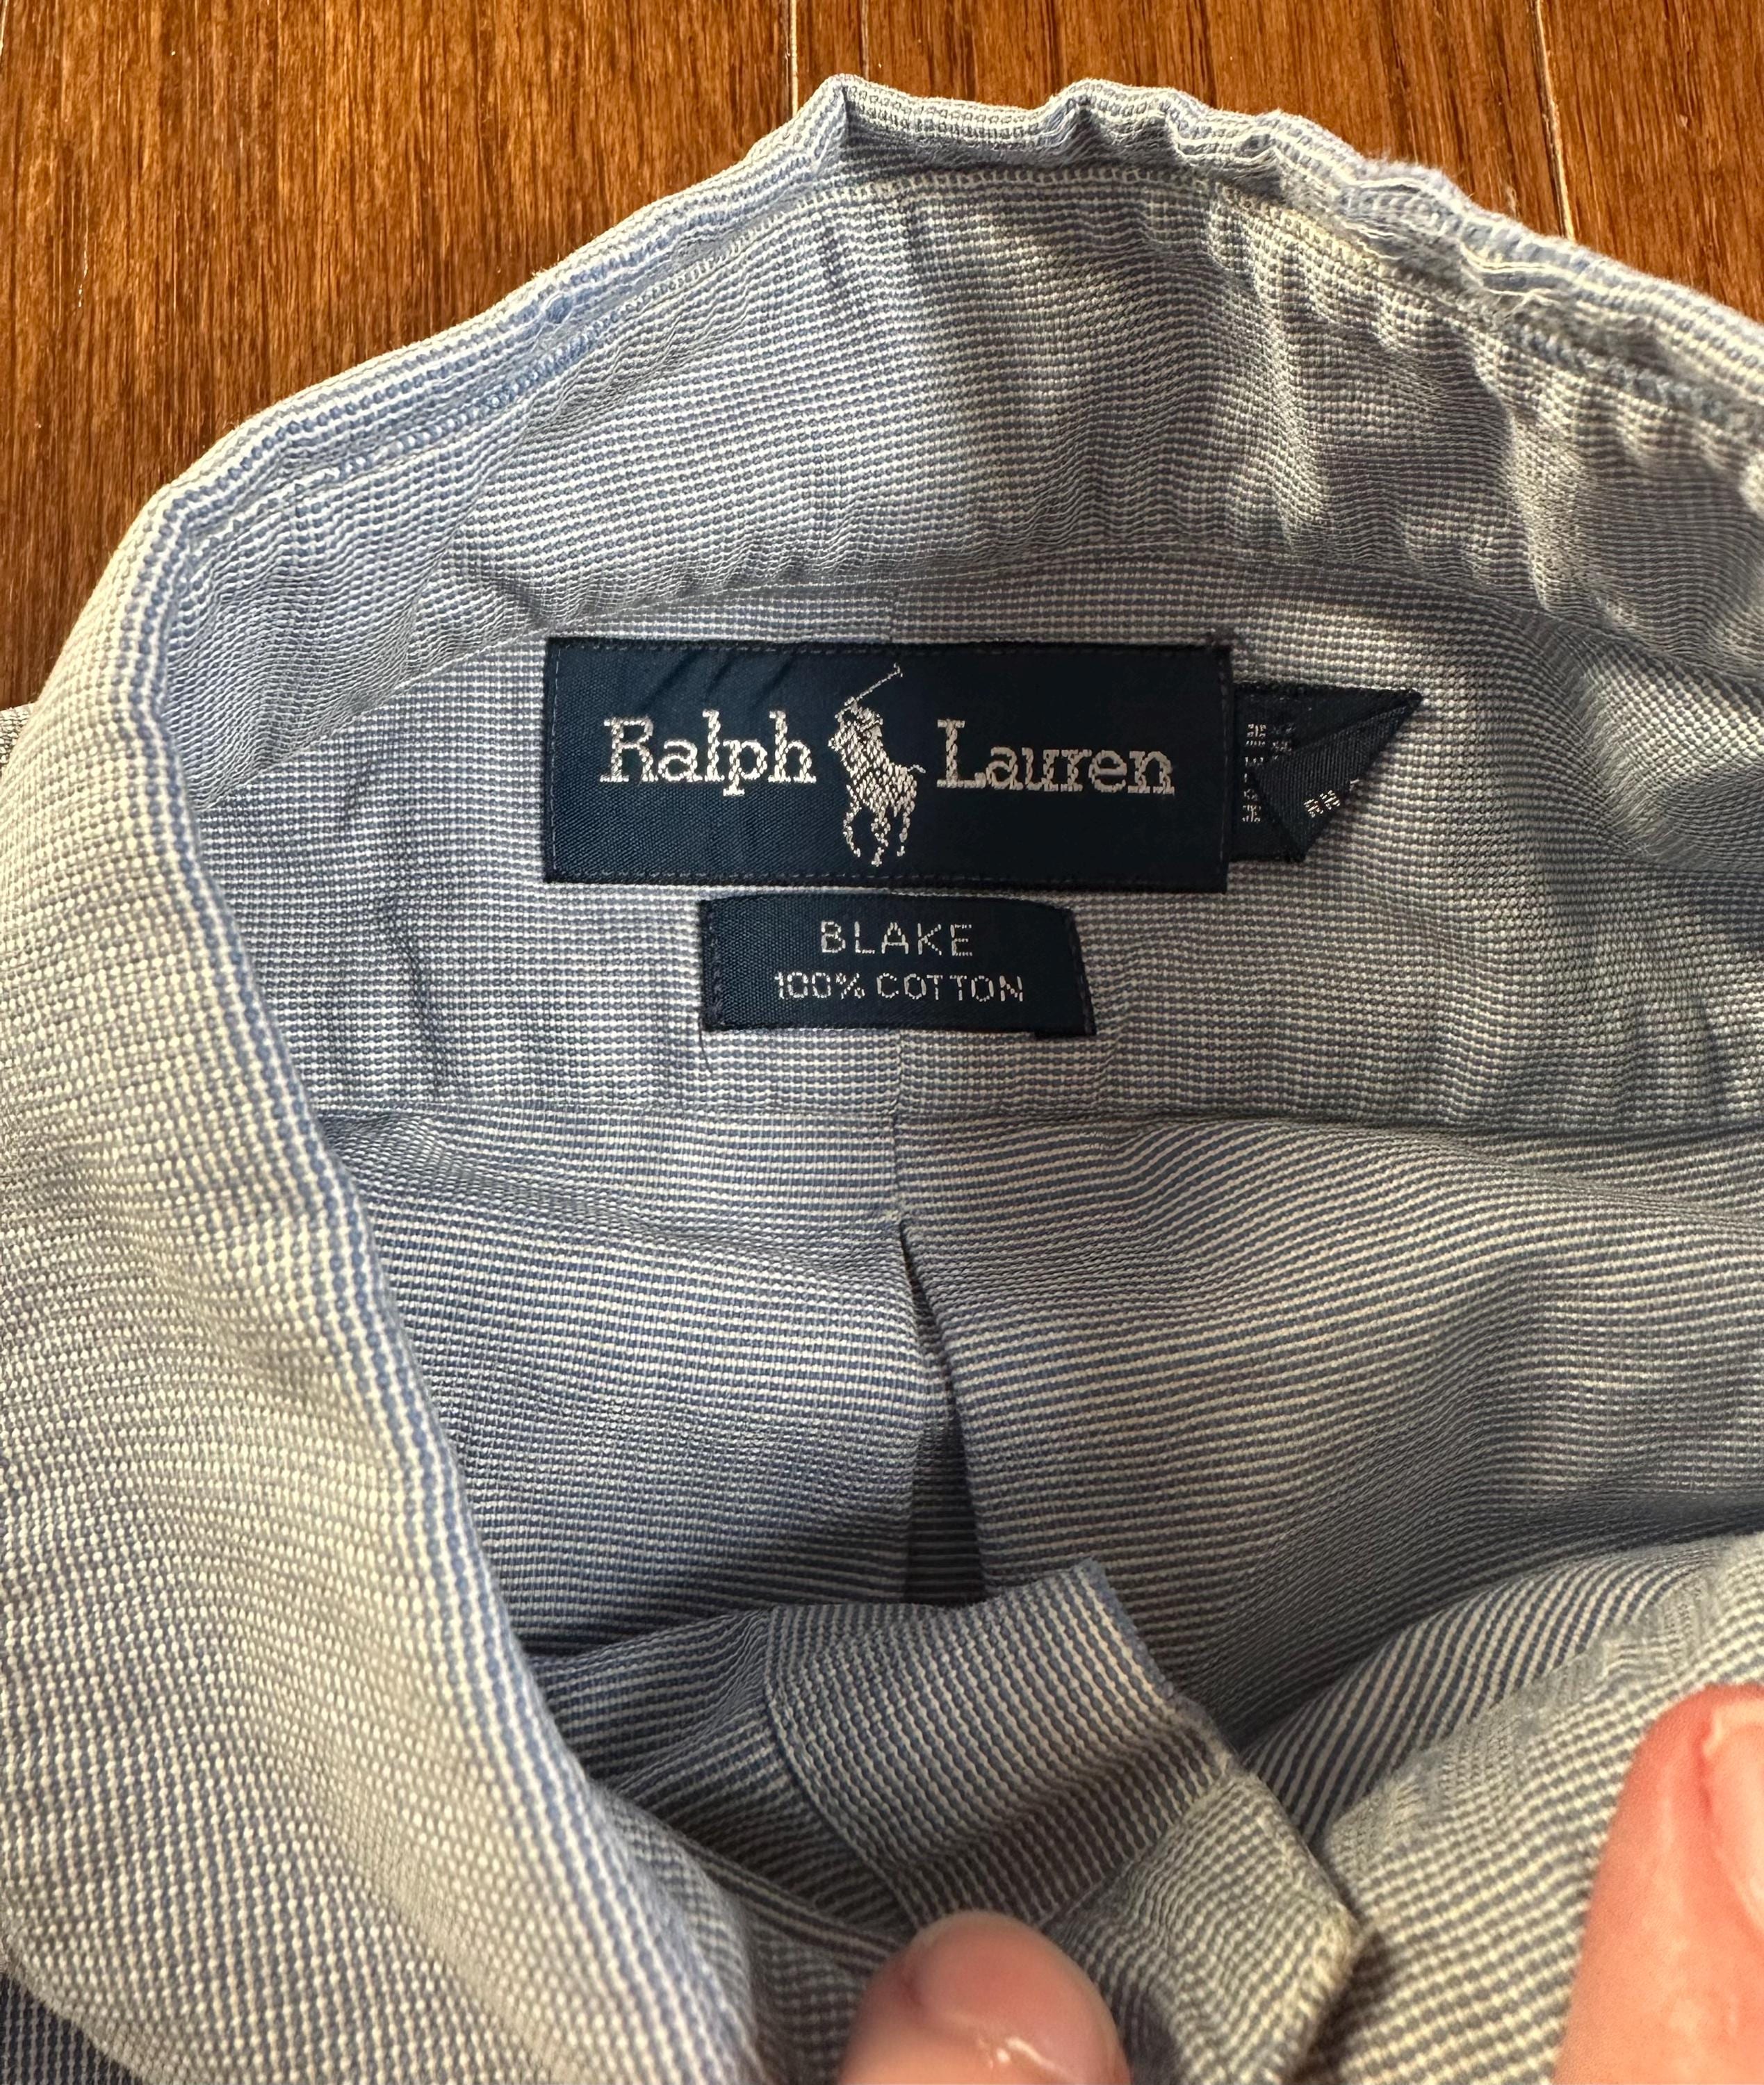 Ralph Lauren
BLAKE
100% COTTON